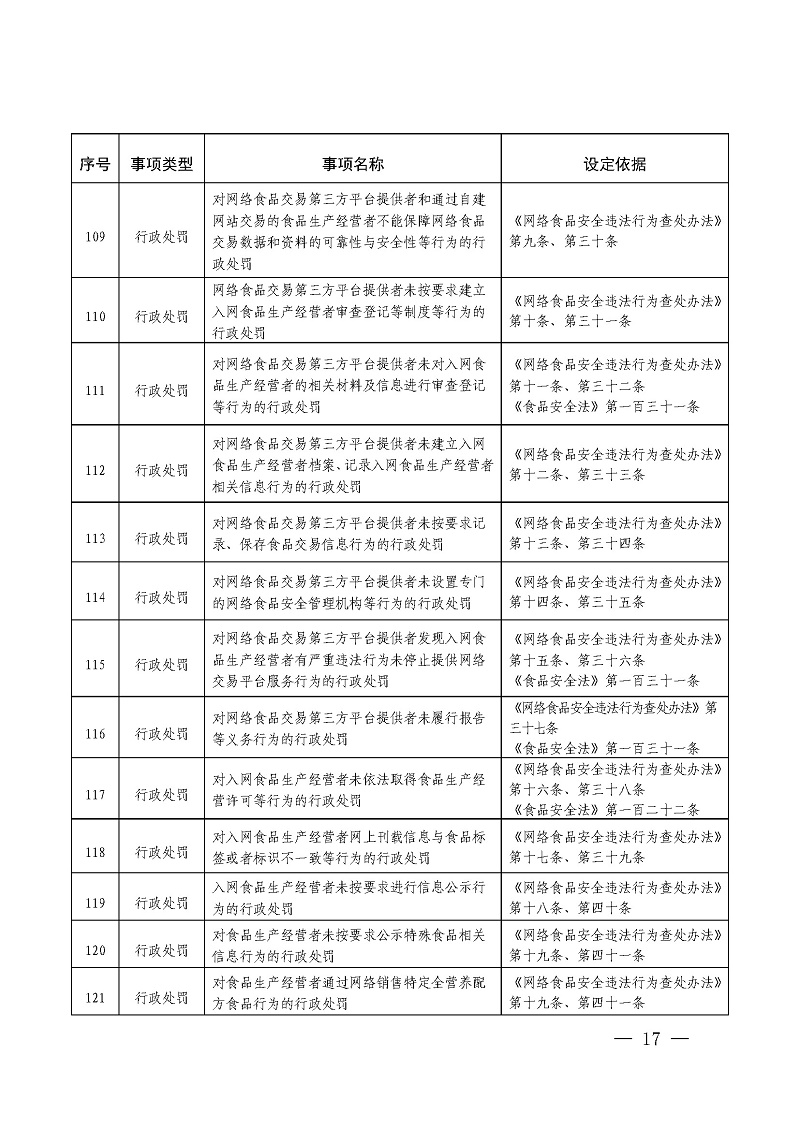 序号 事项类型 事项名称 设定依据
109 行政处罚
对网络食品交易第三方平台提供者和通过自建
网站交易的食品生产经营者不能保障网络食品
交易数据和资料的可靠性与安全性等行为的行
政处罚
《网络食品安全违法行为查处办法》
第九条、第三十条
110 行政处罚
网络食品交易第三方平台提供者未按要求建立
入网食品生产经营者审查登记等制度等行为的
行政处罚
《网络食品安全违法行为查处办法》
第十条、第三十一条
111 行政处罚
对网络食品交易第三方平台提供者未对入网食
品生产经营者的相关材料及信息进行审查登记
等行为的行政处罚
《网络食品安全违法行为查处办法》
第十一条、第三十二条
《食品安全法》第一百三十一条
112 行政处罚
对网络食品交易第三方平台提供者未建立入网
食品生产经营者档案、记录入网食品生产经营者
相关信息行为的行政处罚
《网络食品安全违法行为查处办法》
第十二条、第三十三条
113 行政处罚
对网络食品交易第三方平台提供者未按要求记
录、保存食品交易信息行为的行政处罚
《网络食品安全违法行为查处办法》
第十三条、第三十四条
114 行政处罚
对网络食品交易第三方平台提供者未设置专门
的网络食品安全管理机构等行为的行政处罚
《网络食品安全违法行为查处办法》
第十四条、第三十五条
115 行政处罚
对网络食品交易第三方平台提供者发现入网食
品生产经营者有严重违法行为未停止提供网络
交易平台服务行为的行政处罚
《网络食品安全违法行为查处办法》
第十五条、第三十六条
《食品安全法》第一百三十一条
116 行政处罚
对网络食品交易第三方平台提供者未履行报告
等义务行为的行政处罚
《网络食品安全违法行为查处办法》第
三十七条
《食品安全法》第一百三十一条
117 行政处罚
对入网食品生产经营者未依法取得食品生产经
营许可等行为的行政处罚
《网络食品安全违法行为查处办法》
第十六条、第三十八条
《食品安全法》第一百二十二条
118 行政处罚
对入网食品生产经营者网上刊载信息与食品标
签或者标识不一致等行为的行政处罚
《网络食品安全违法行为查处办法》
第十七条、第三十九条
119 行政处罚
入网食品生产经营者未按要求进行信息公示行
为的行政处罚
《网络食品安全违法行为查处办法》
第十八条、第四十条
120 行政处罚
对食品生产经营者未按要求公示特殊食品相关
信息行为的行政处罚
《网络食品安全违法行为查处办法》
第十九条、第四十一条
121 行政处罚
对食品生产经营者通过网络销售特定全营养配
方食品行为的行政处罚
《网络食品安全违法行为查处办法》
第十九条、第四十一条
— 17 —